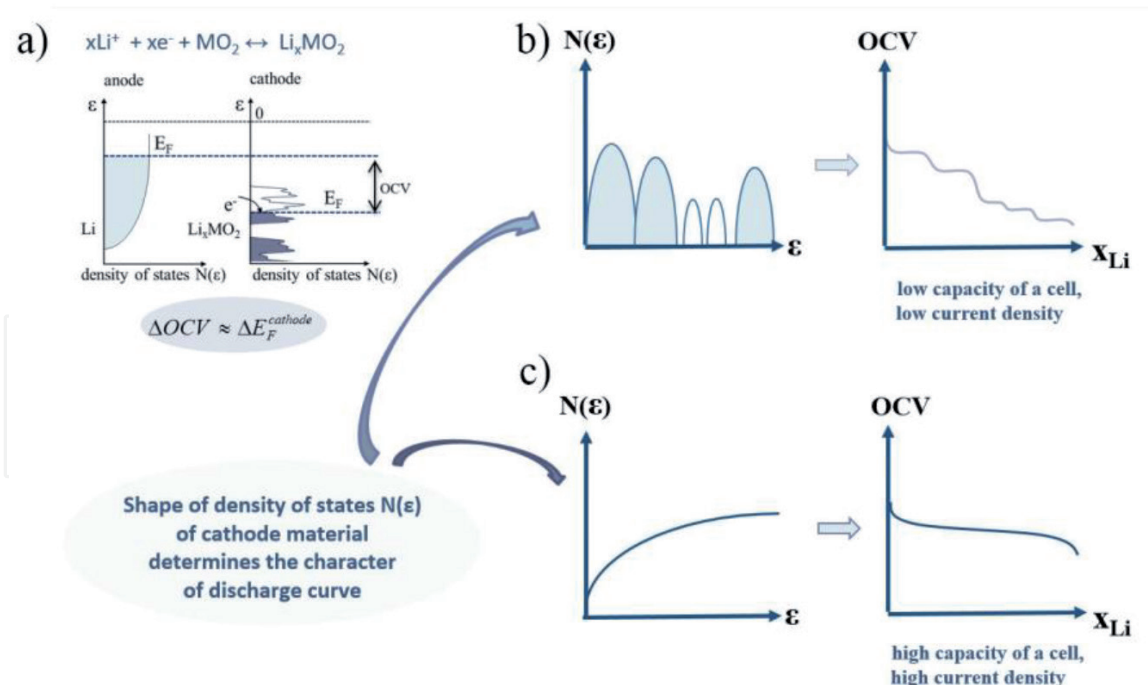 a)
xLi⁺ + xe⁻ + MO₂ ↔ LiₓMO₂
anode
cathode
ε
ε
0
E_F
OCV
e⁻
E_F
Li
LiₓMO₂
density of states N(ε)
density of states N(ε)
ΔOCV ≈ ΔE_F^cathode
Shape of density of states N(ε)
of cathode material
determines the character
of discharge curve
b)
N(ε)
ε
OCV
x_Li
low capacity of a cell,
low current density
c)
N(ε)
ε
OCV
x_Li
high capacity of a cell,
high current density